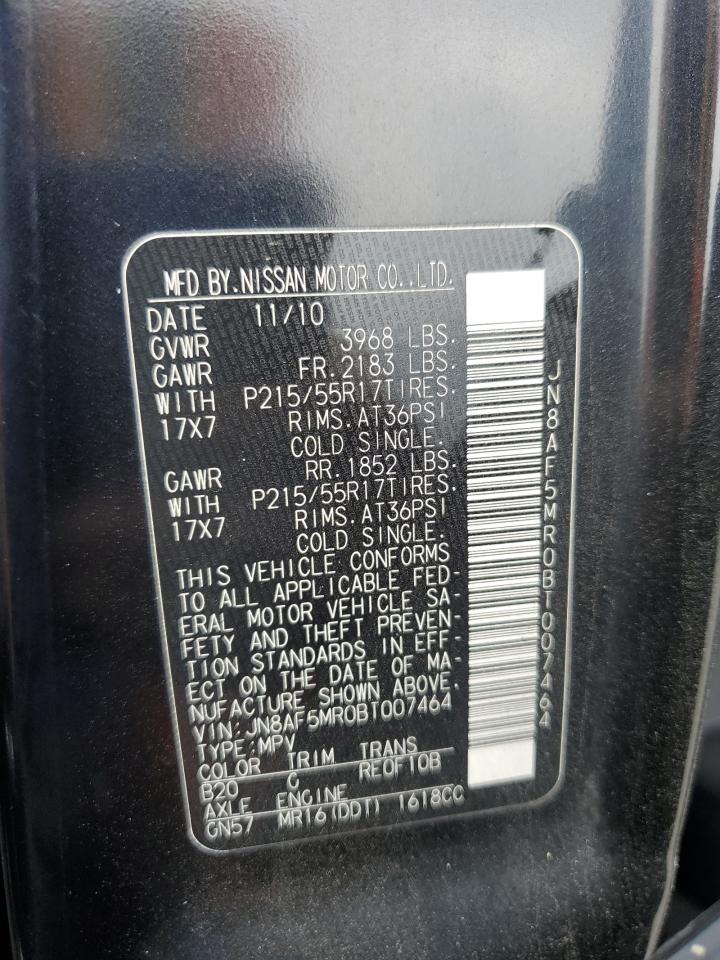 MFD BY.NISSAN MOTOR CO.,LTD.
DATE 11/10
GVWR 3968 LBS.
GAWR FR.2183 LBS.
WITH P215/55R17TIRES.
17X7 RIMS.AT36PSI
COLD SINGLE.
GAWR RR.1852 LBS.
WITH P215/55R17TIRES.
17X7 RIMS.AT36PSI
COLD SINGLE.
THIS VEHICLE CONFORMS
TO ALL APPLICABLE FED-
ERAL MOTOR VEHICLE SA-
FETY AND THEFT PREVEN-
TION STANDARDS IN EFF-
ECT ON THE DATE OF MA-
NUFACTURE SHOWN ABOVE.
VIN:JN8AF5MR0BT007464
TYPE:MPV
COLOR TRIM TRANS
B20 C RE0F10B
AXLE ENGINE
GN57 MR16(DDT) 1618CC
JN8AF5MR0BT007464